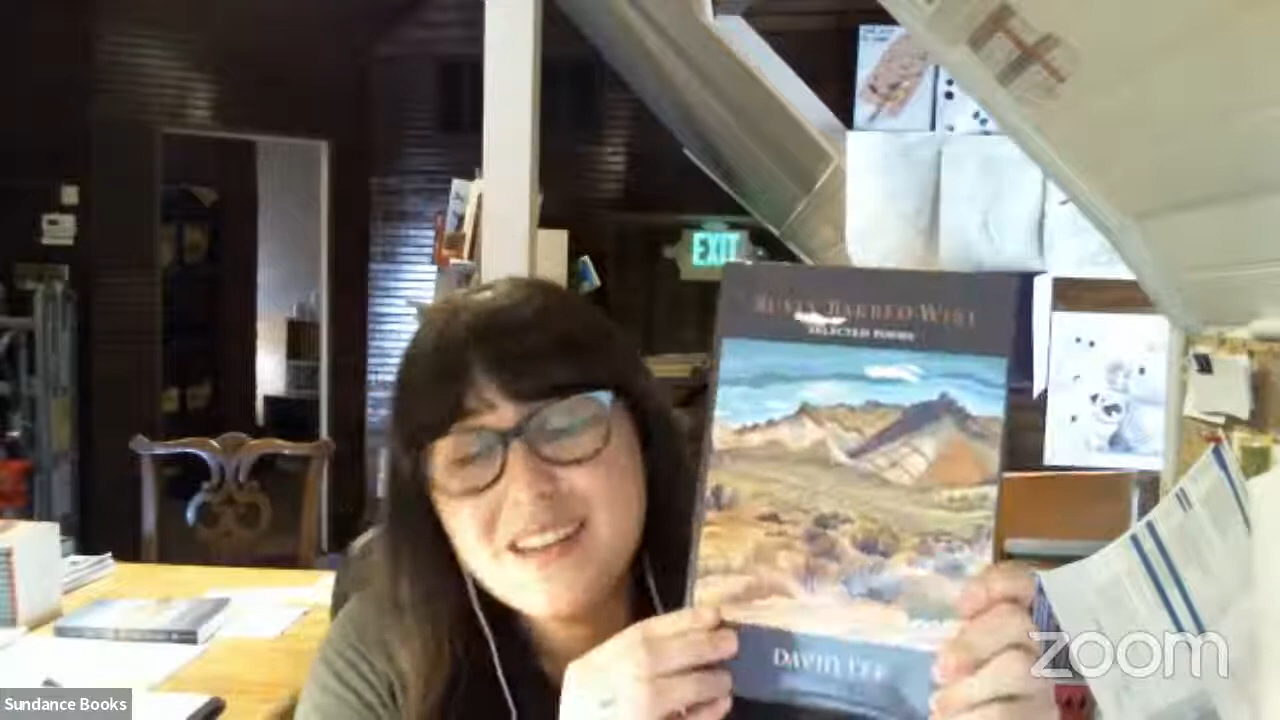 EXIT
RUSTY BARBED WIRE
SELECTED POEMS
DAVID LEE
zoom
Sundance Books